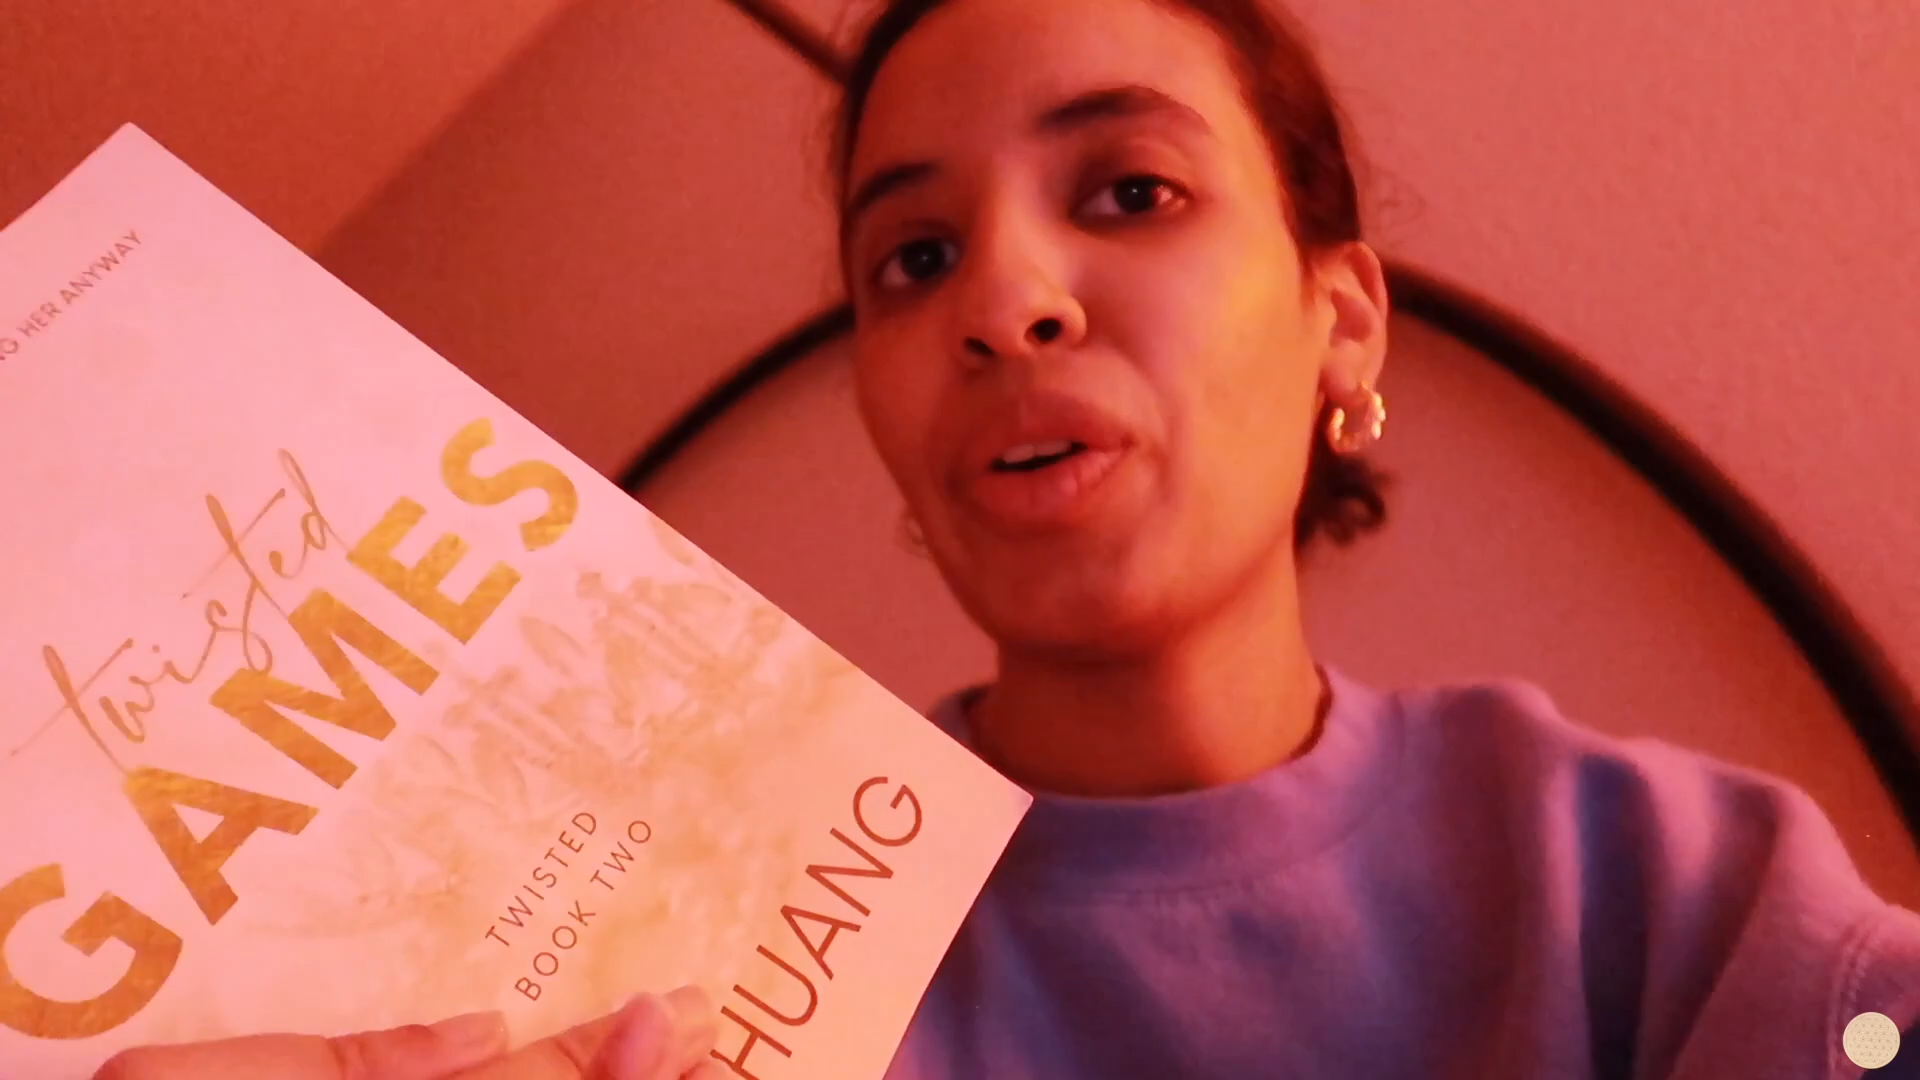 HER ANYWAY
twisted
GAMES
TWISTED
BOOK TWO
HUANG